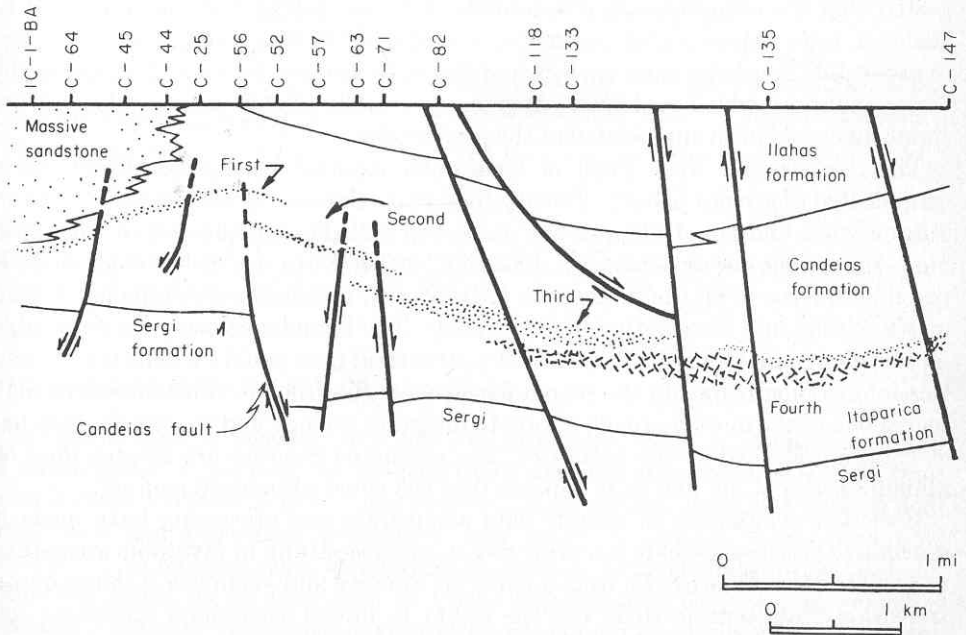 1C-1-BA
C-64
C-45
C-44
C-25
C-56
C-52
C-57
C-63
C-71
C-82
C-118
C-133
C-135
C-147
Massive
sandstone
First
Second
Ilahas
formation
Candeias
formation
Third
Sergi
formation
Candeias fault
Sergi
Fourth
Itaparica
formation
Sergi
0 1 mi
0 1 km